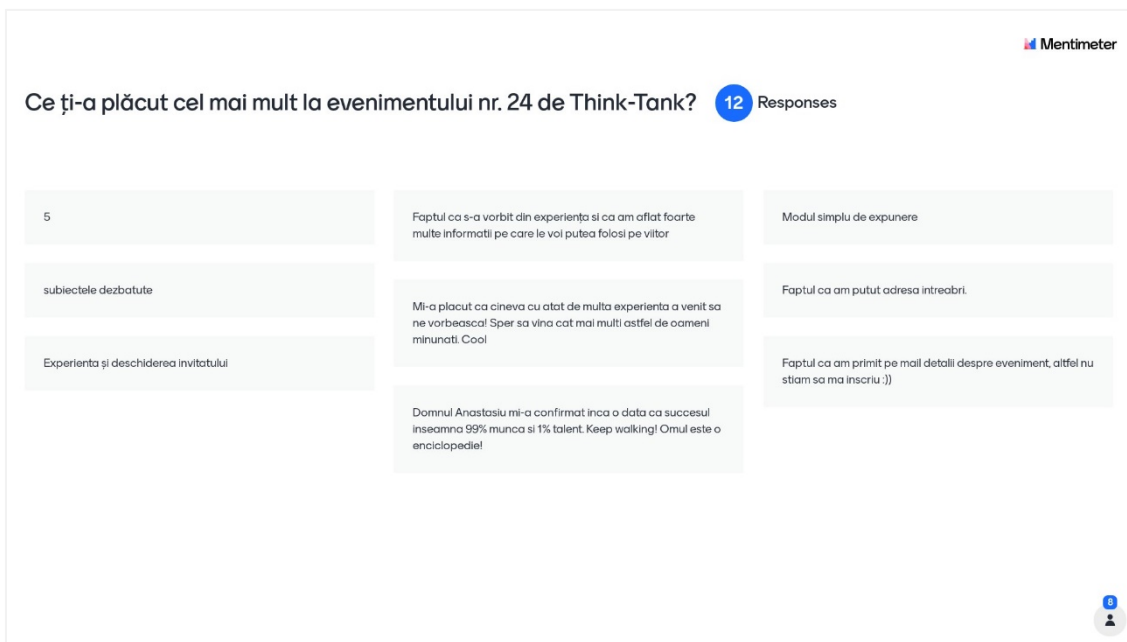 Mentimeter
Ce ți-a plăcut cel mai mult la evenimentului nr. 24 de Think-Tank?
12 Responses
5
subiectele dezbatute
Experienta și deschiderea invitatului
Faptul ca s-a vorbit din experiența si ca am aflat foarte
multe informatii pe care le voi putea folosi pe viitor
Mi-a placut ca cineva cu atat de multa experienta a venit sa
ne vorbeasca! Sper sa vina cat mai multi astfel de oameni
minunati. Cool
Domnul Anastasiu mi-a confirmat inca o data ca succesul
inseamna 99% munca si 1% talent. Keep walking! Omul este o
enciclopedie!
Modul simplu de expunere
Faptul ca am putut adresa intreabri.
Faptul ca am primit pe mail detalii despre eveniment, altfel nu
stiam sa ma inscriu :))
8